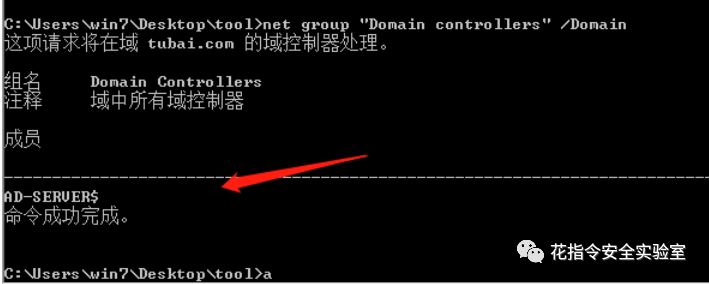 C:\Users\win7\Desktop\tool>net group "Domain controllers" /Domain
这项请求将在域 tubai.com 的域控制器处理。
组名     Domain Controllers
注释     域中所有域控制器
成员
-------------------------------------------------------------------------------
AD-SERVER$
命令成功完成。
花指令安全实验室
C:\Users\win7\Desktop\tool>a